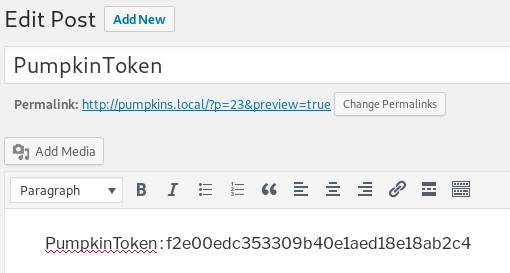 Edit Post Add New
PumpkinToken
Permalink: http://pumpkins.local/?p=23&preview=true Change Permalinks
Add Media
Paragraph B I
PumpkinToken : f2e00edc353309b40e1aed18e18ab2c4